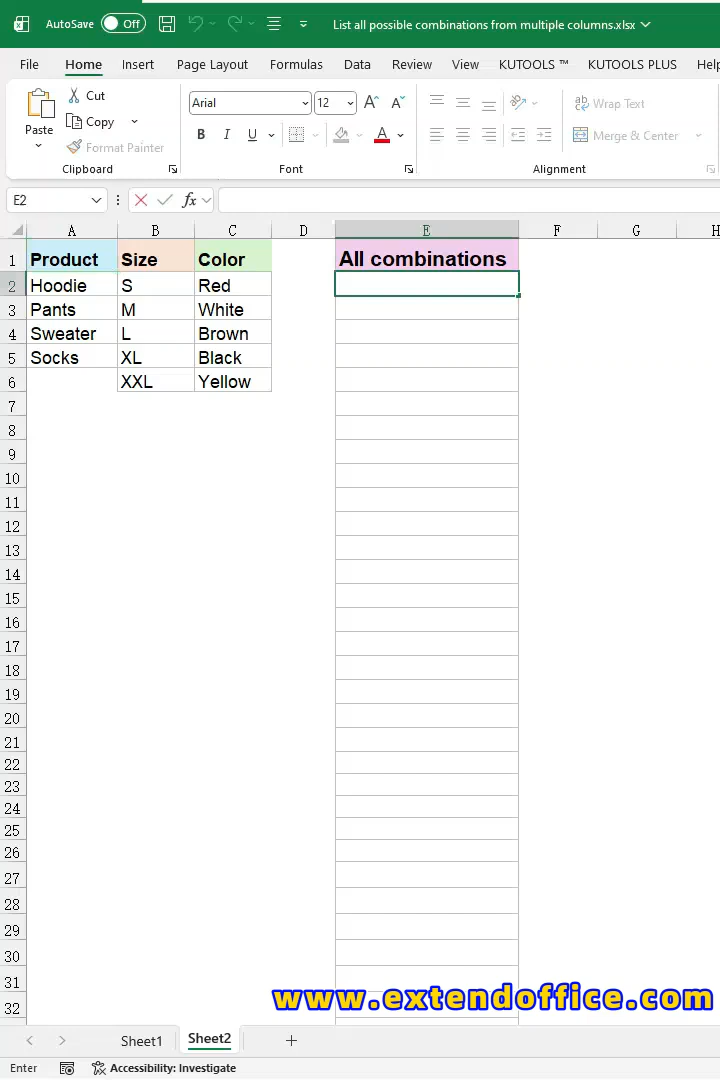 AutoSave Off List all possible combinations from multiple columns.xlsx
File Home Insert Page Layout Formulas Data Review View KUTOOLS ™ KUTOOLS PLUS Help
Paste Cut Copy Format Painter
Arial 12 A A
B I U A
ab Wrap Text
Merge & Center
Clipboard Font Alignment
E2 fx
A B C D E F G H
1 Product Size Color All combinations
2 Hoodie S Red
3 Pants M White
4 Sweater L Brown
5 Socks XL Black
6 XXL Yellow
7
8
9
10
11
12
13
14
15
16
17
18
19
20
21
22
23
24
25
26
27
28
29
30
31
32
www.extendoffice.com
Sheet1 Sheet2
Enter Accessibility: Investigate